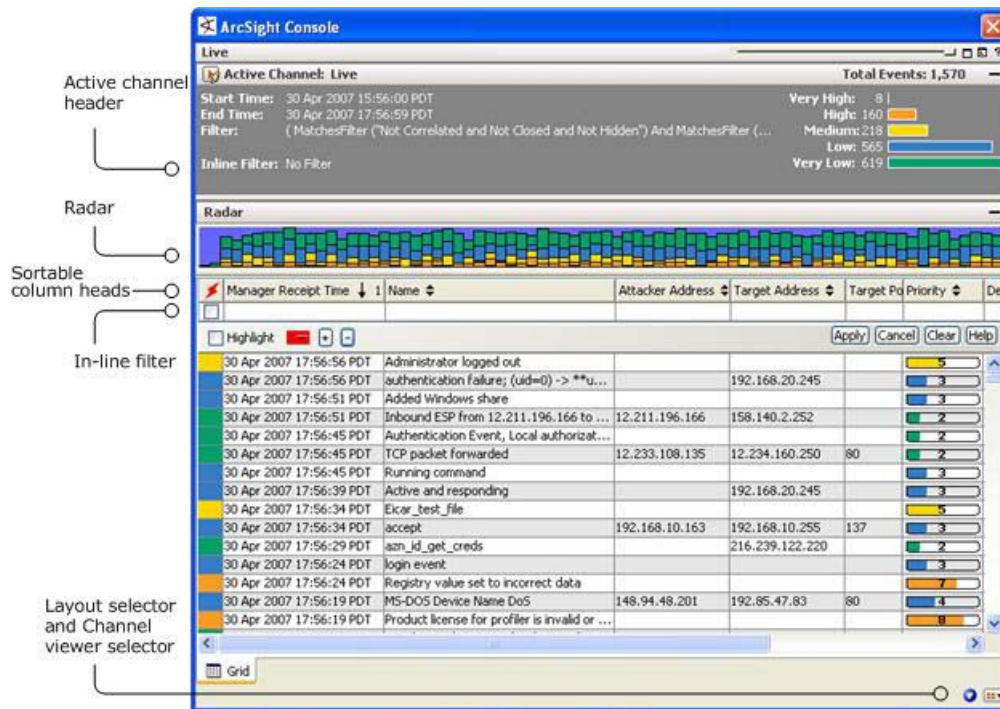 ArcSight Console
Live
Active Channel: Live Total Events: 1,570
Start Time: 30 Apr 2007 15:56:00 PDT
End Time: 30 Apr 2007 17:56:59 PDT
Filter: ( MatchesFilter ("Not Correlated and Not Closed and Not Hidden") And MatchesFilter (...
Inline Filter: No Filter
Very High: 8
High: 160
Medium: 218
Low: 565
Very Low: 619
Active channel
header
Radar
Radar
Sortable
column heads
Manager Receipt Time 1 Name Attacker Address Target Address Target Po Priority De
In-line filter
Highlight Apply Cancel Clear Help
30 Apr 2007 17:56:56 PDT Administrator logged out 5
30 Apr 2007 17:56:56 PDT authentication failure; (uid=0) -> **u... 192.168.20.245 3
30 Apr 2007 17:56:51 PDT Added Windows share 3
30 Apr 2007 17:56:51 PDT Inbound ESP from 12.211.196.166 to ... 12.211.196.166 158.140.2.252 2
30 Apr 2007 17:56:45 PDT Authentication Event, Local authorizat... 2
30 Apr 2007 17:56:45 PDT TCP packet forwarded 12.233.108.135 12.234.160.250 80 2
30 Apr 2007 17:56:45 PDT Running command 3
30 Apr 2007 17:56:39 PDT Active and responding 192.168.20.245 3
30 Apr 2007 17:56:34 PDT Eicar_test_file 5
30 Apr 2007 17:56:34 PDT accept 192.168.10.163 192.168.10.255 137 3
30 Apr 2007 17:56:29 PDT azn_id_get_creds 216.239.122.220 2
30 Apr 2007 17:56:24 PDT login event 3
30 Apr 2007 17:56:24 PDT Registry value set to incorrect data 7
30 Apr 2007 17:56:19 PDT MS-DOS Device Name DoS 148.94.48.201 192.85.47.83 80 4
30 Apr 2007 17:56:19 PDT Product license for profiler is invalid or ... 8
Layout selector
and Channel
viewer selector
Grid